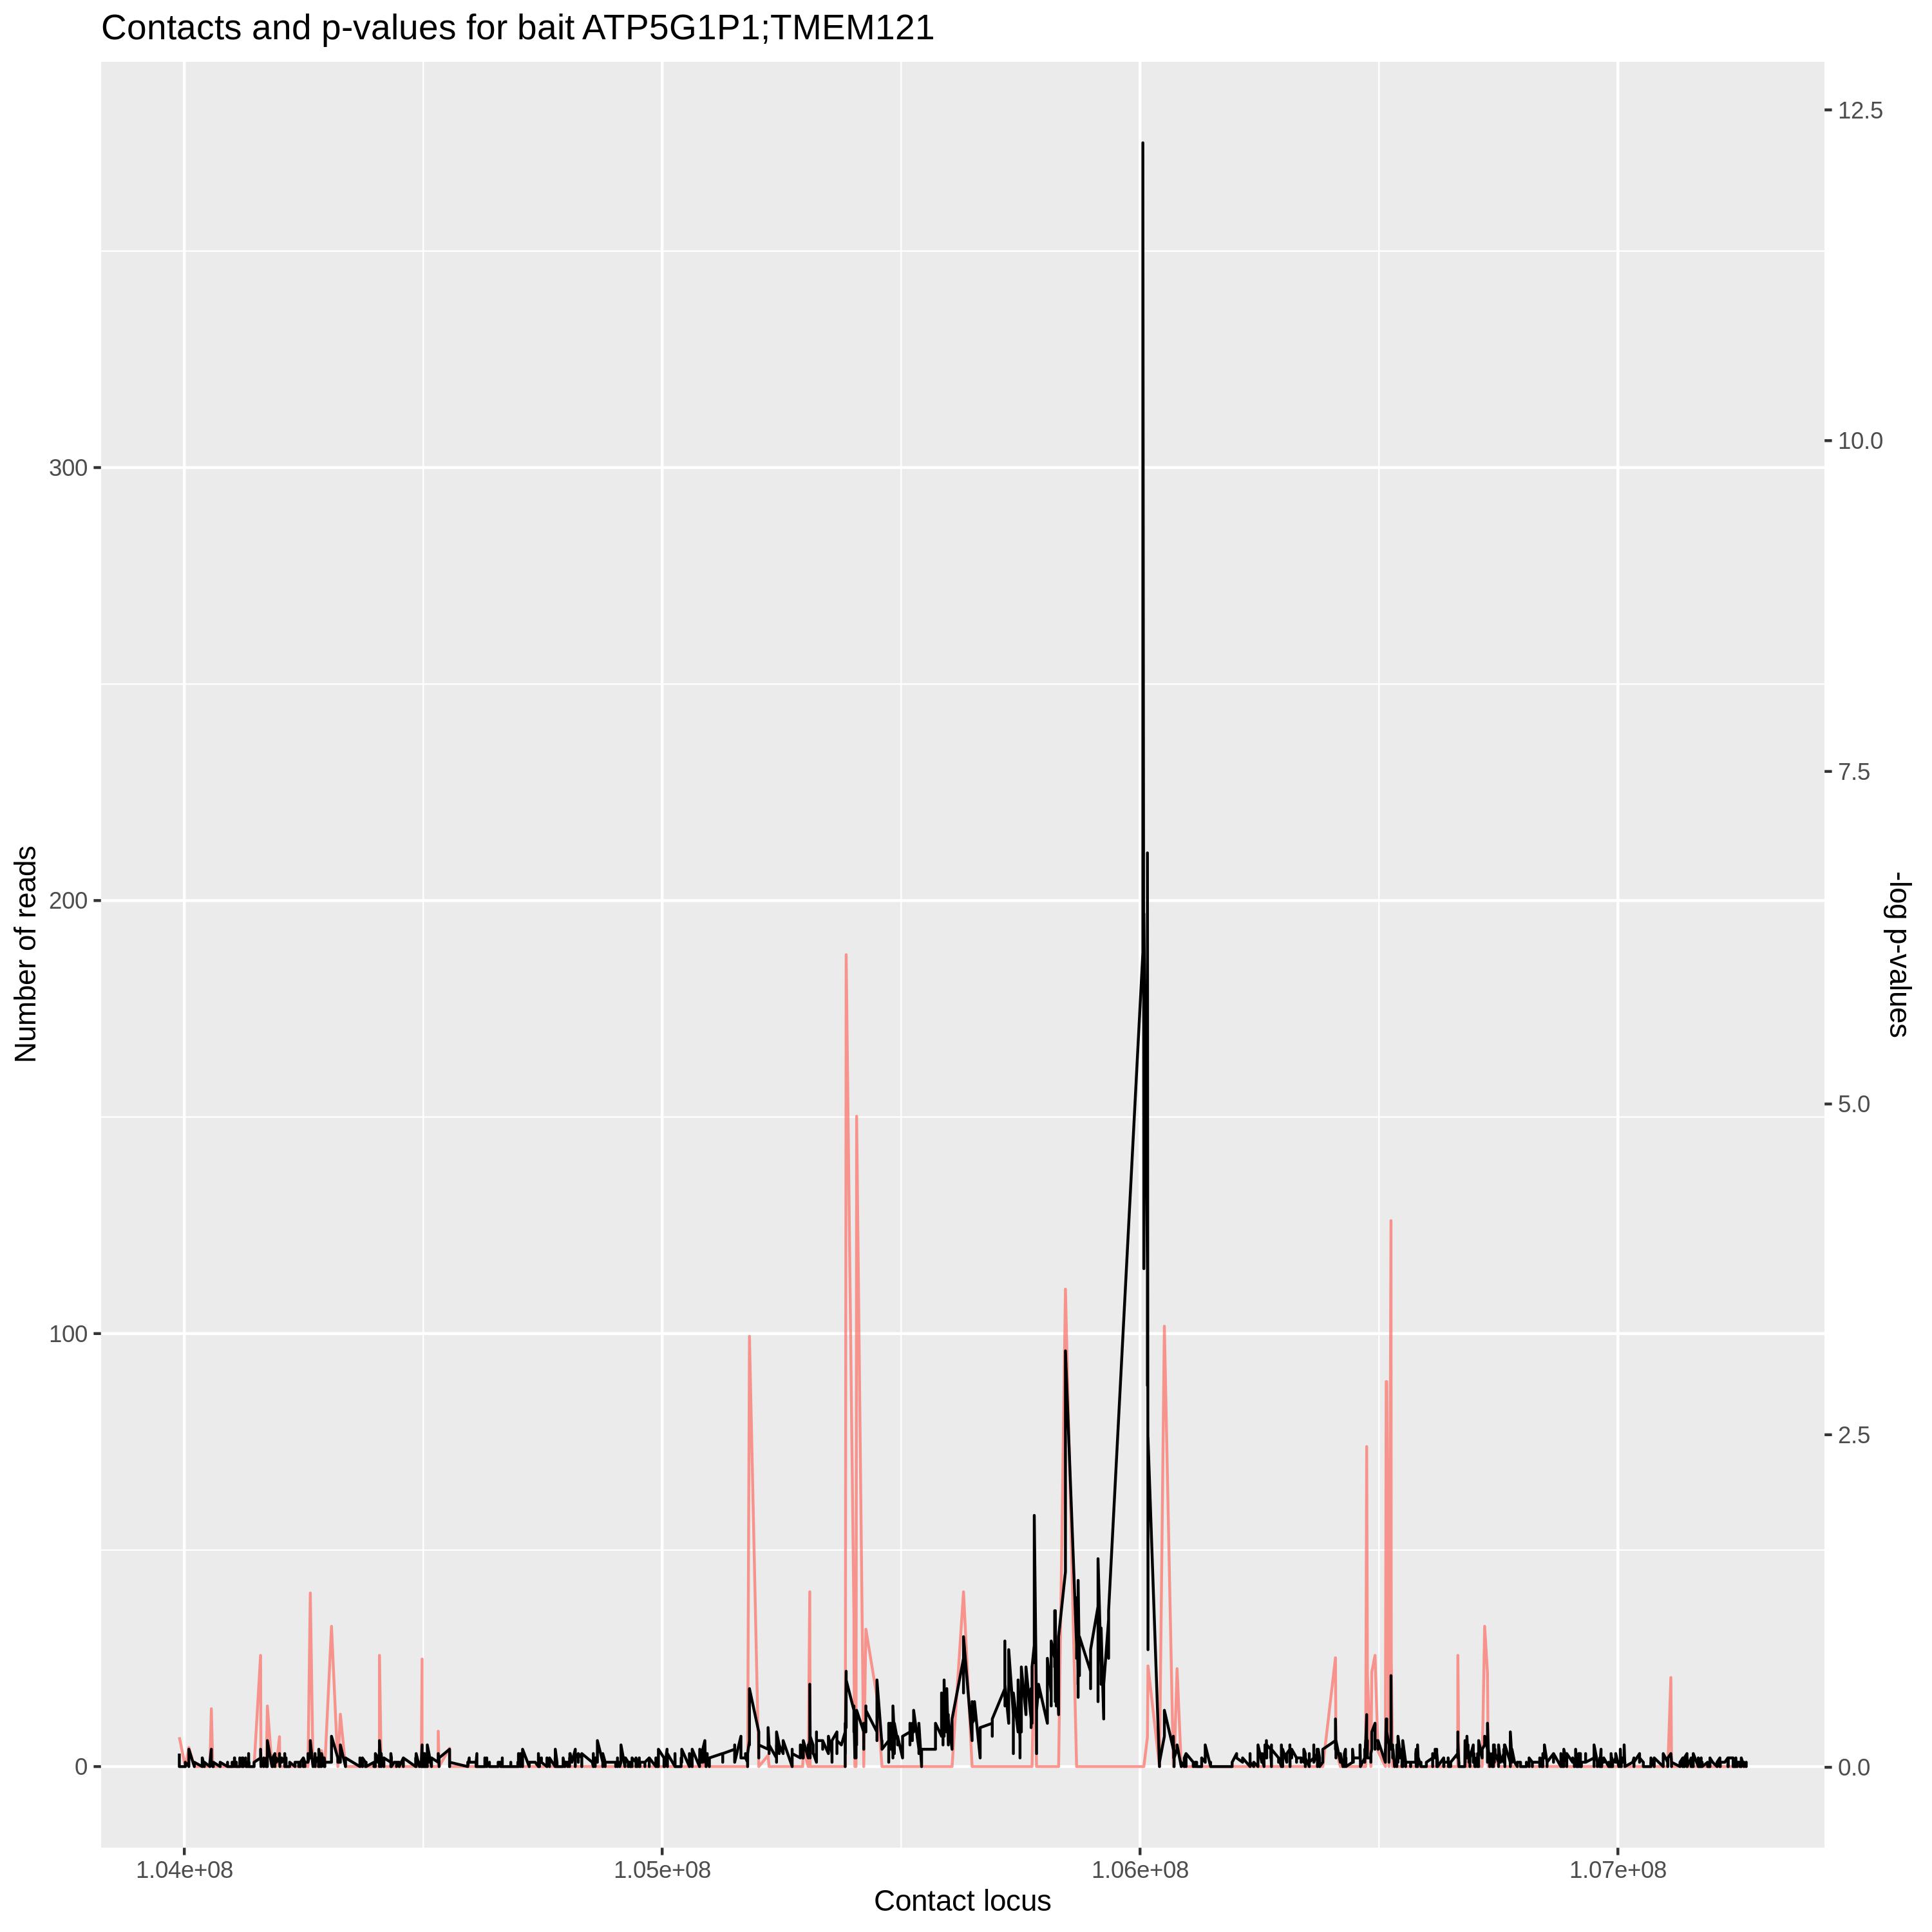 Contacts and p-values for bait ATP5G1P1;TMEM121
12.5
10.0
300
7.5
200
Number of reads
-log p-values
5.0
100
2.5
0
0.0
1.04e+08
1.05e+08
1.06e+08
1.07e+08
Contact locus